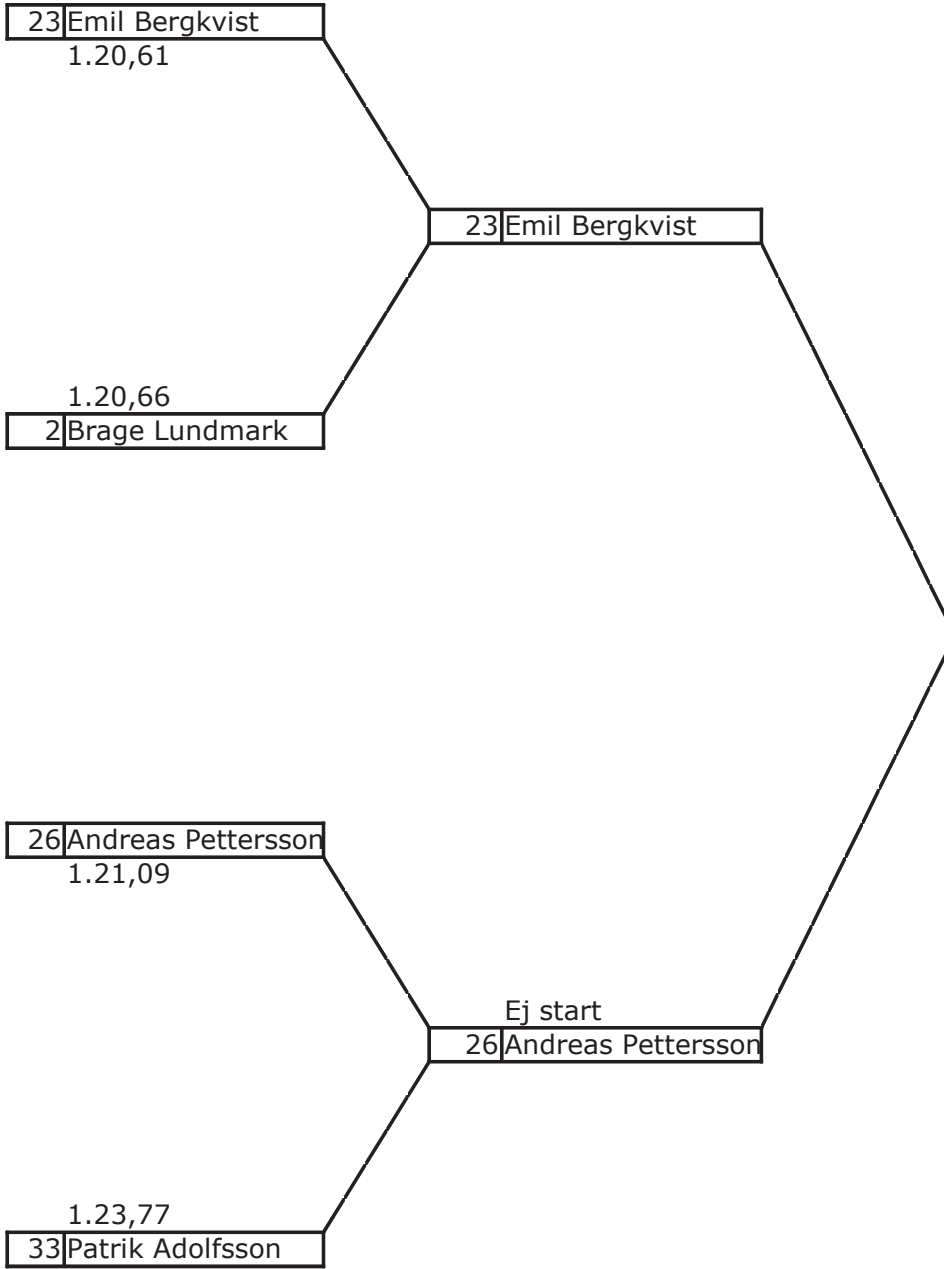 23 Emil Bergkvist
1.20,61
23 Emil Bergkvist
1.20,66
2 Brage Lundmark
26 Andreas Pettersson
1.21,09
Ej start
26 Andreas Pettersson
1.23,77
33 Patrik Adolfsson